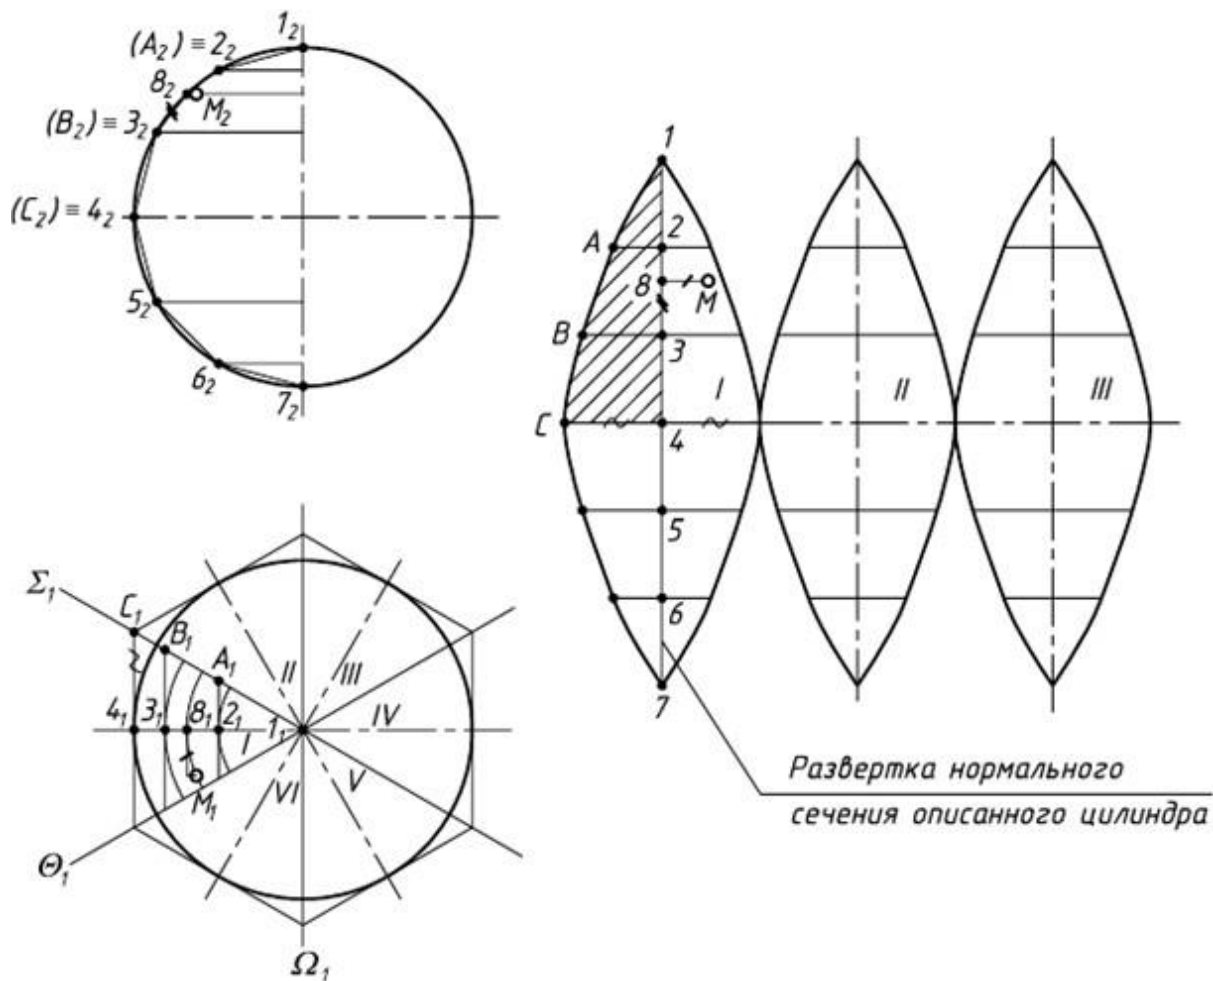 1₂
(A₂) ≡ 2₂
8₂
M₂
(B₂) ≡ 3₂
(C₂) ≡ 4₂
5₂
6₂
7₂
1
A
2
8
M
B
3
I
II
III
C
4
5
6
7
Развертка нормального
сечения описанного цилиндра
Σ₁
C₁
B₁
A₁
II
III
4₁
3₁
8₁
2₁
1₁
IV
I
M₁
VI
V
Θ₁
Ω₁